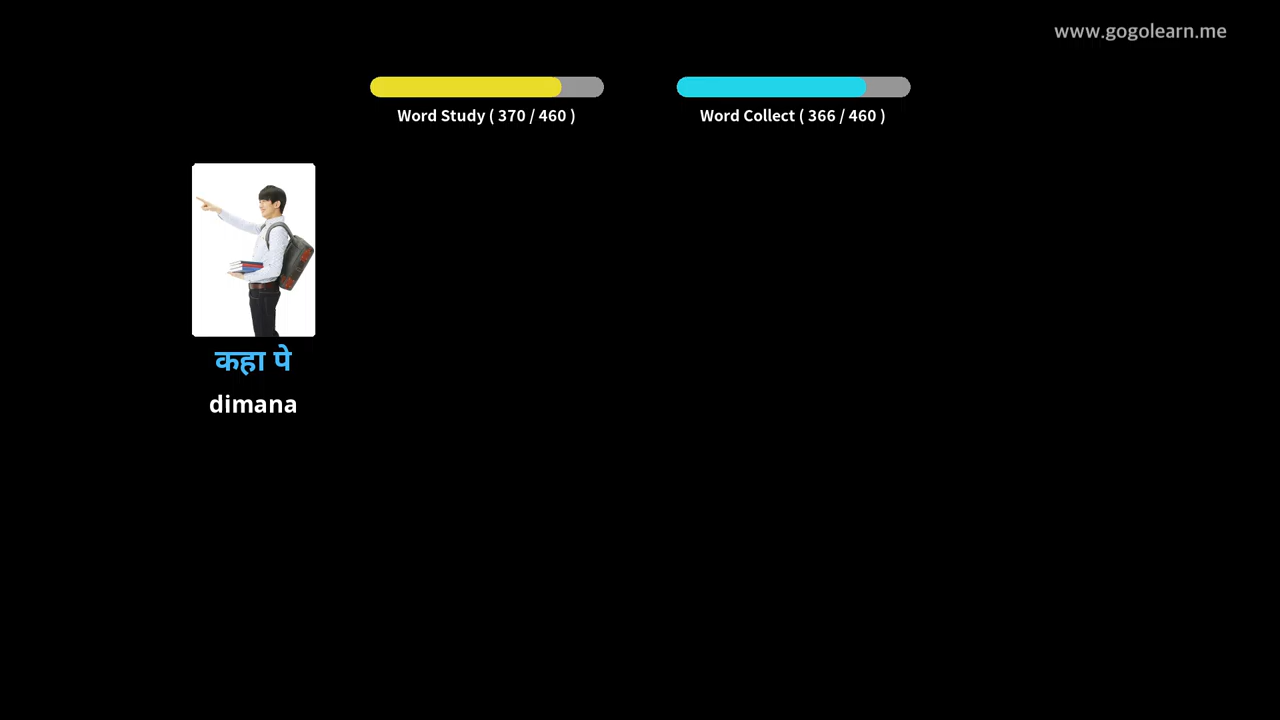 www.gogolearn.me
Word Study ( 370 / 460 )
Word Collect ( 366 / 460 )
कहा पे
dimana